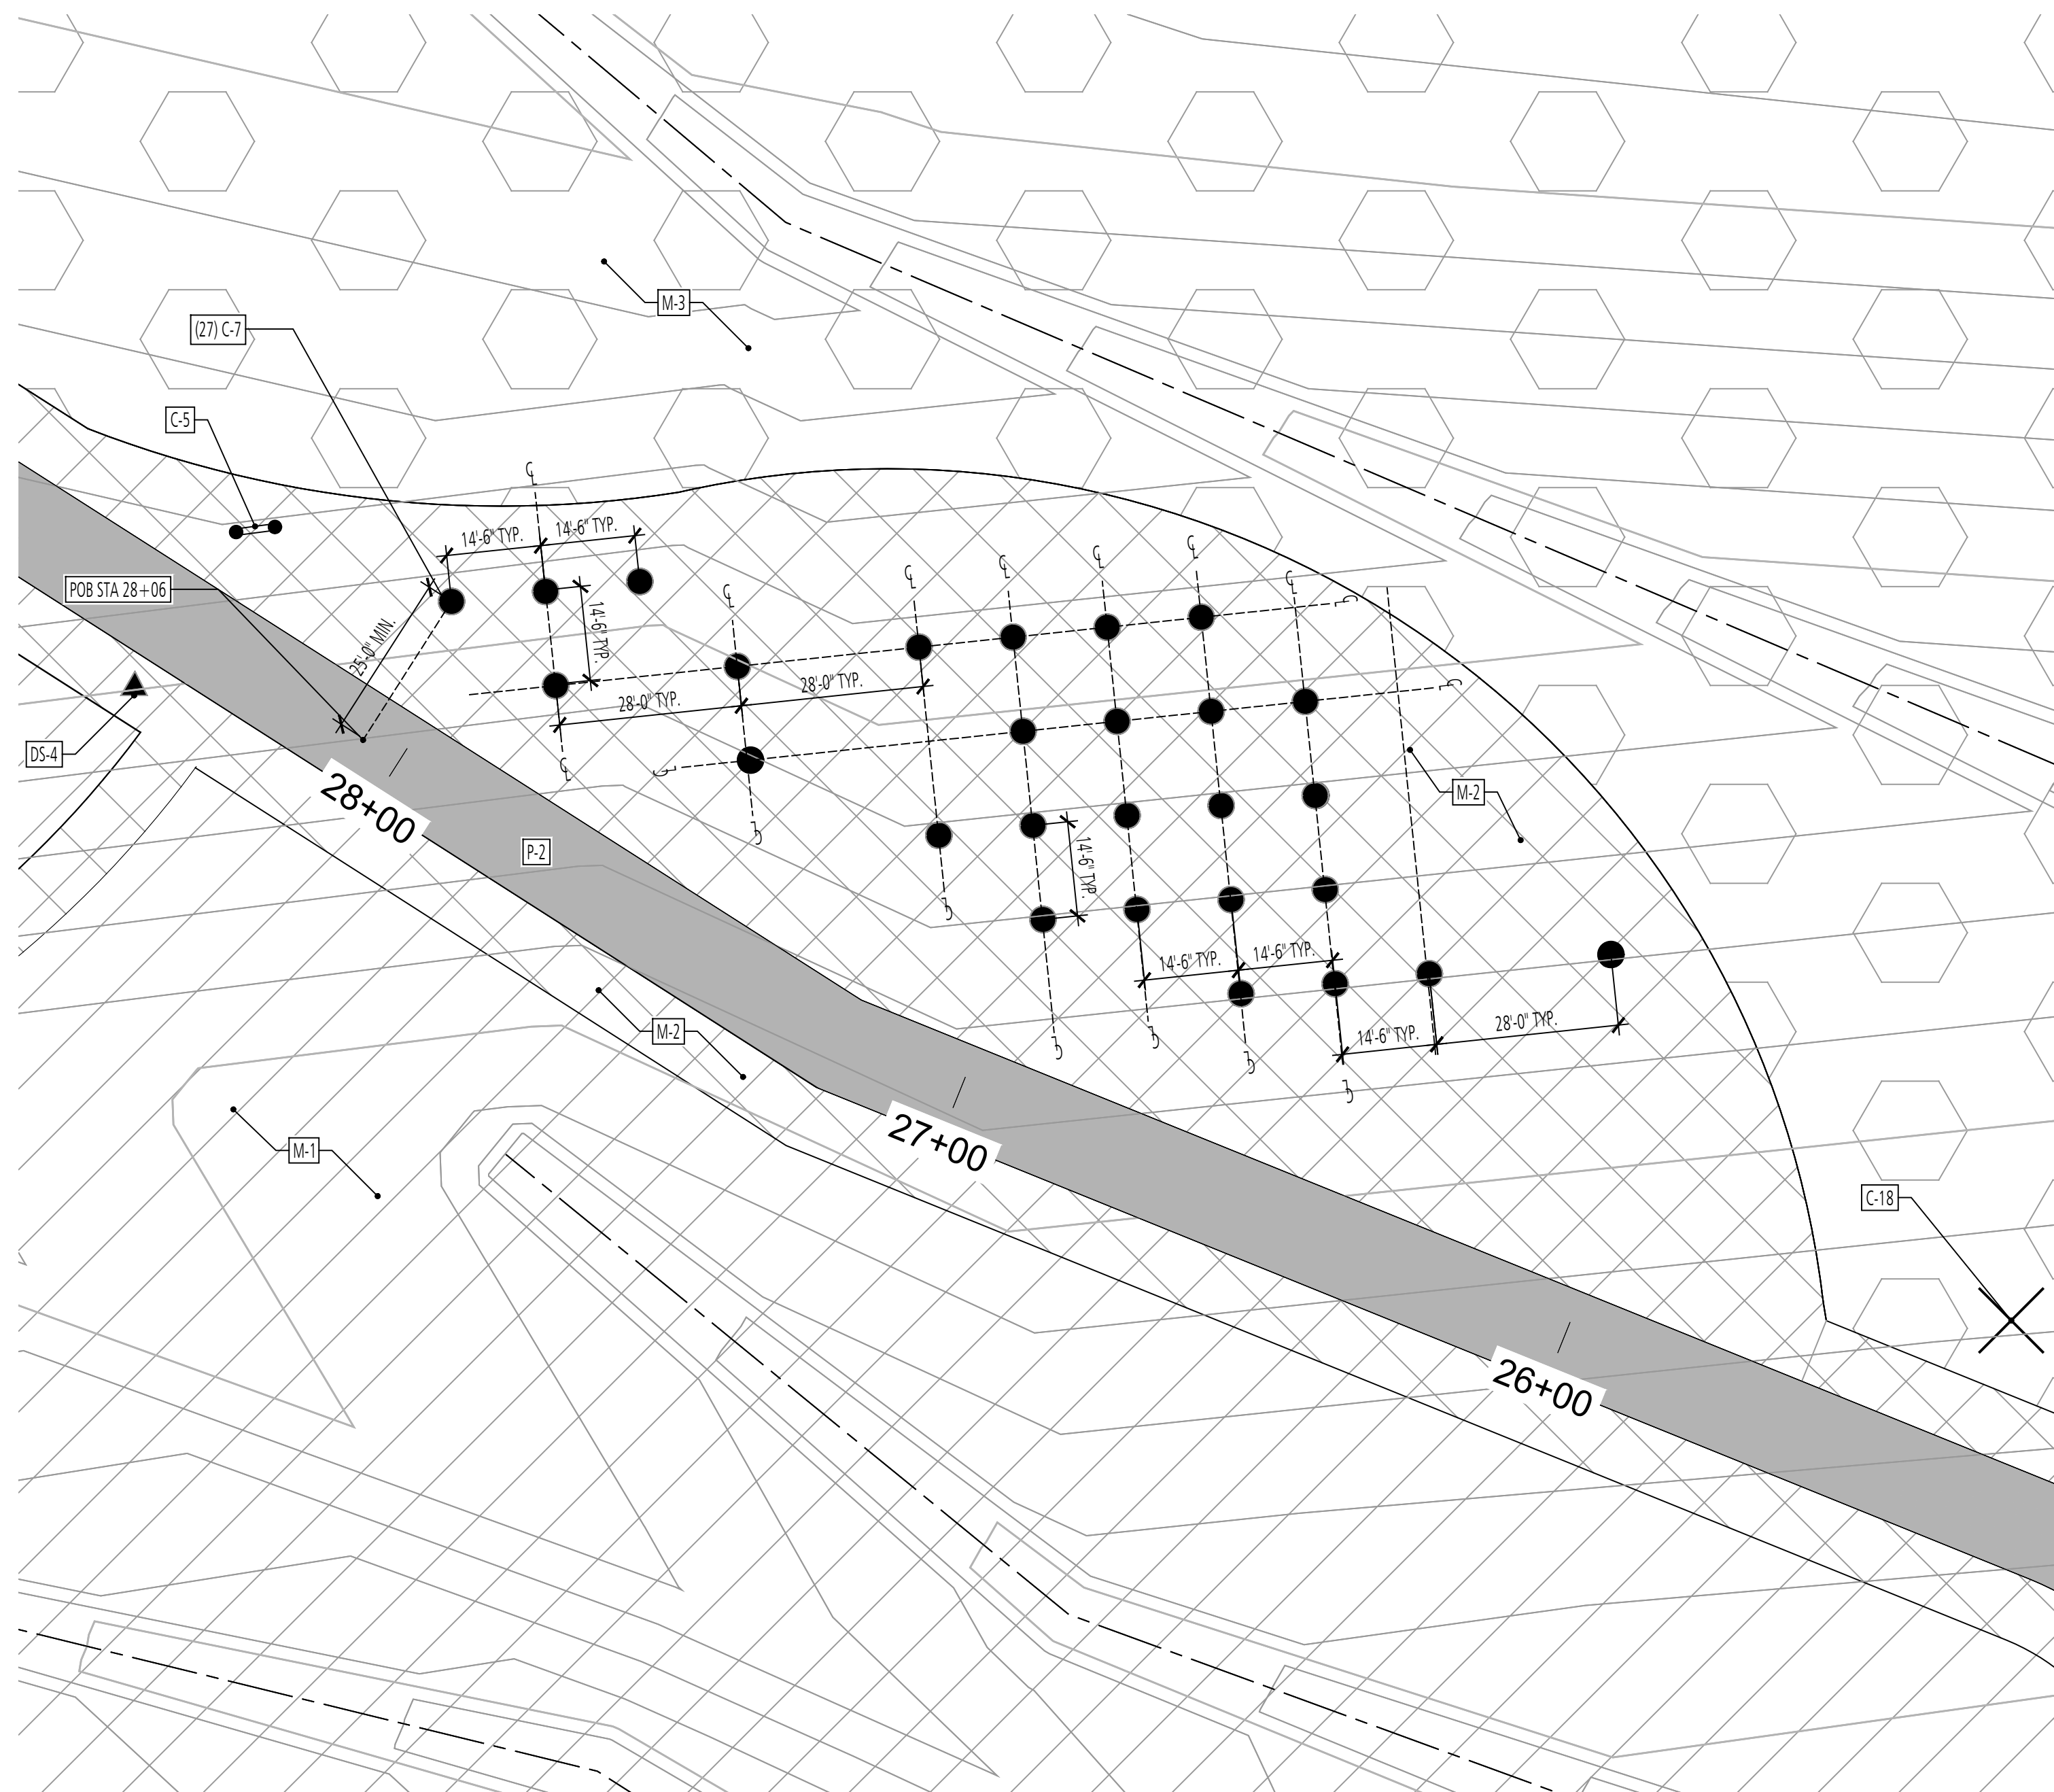 M-3
(27) C-7
C-5
℄
14'-6" TYP.
14'-6" TYP.
℄
℄
℄
℄
℄
℄
POB STA 28+06
℄
25'-0" MIN.
14'-6" TYP.
28'-0" TYP.
28'-0" TYP.
℄
DS-4
℄
℄
M-2
28+00
℄
P-2
14'-6" TYP.
℄
14'-6" TYP.
14'-6" TYP.
M-2
14'-6" TYP.
28'-0" TYP.
℄
℄
℄
℄
27+00
M-1
C-18
26+00